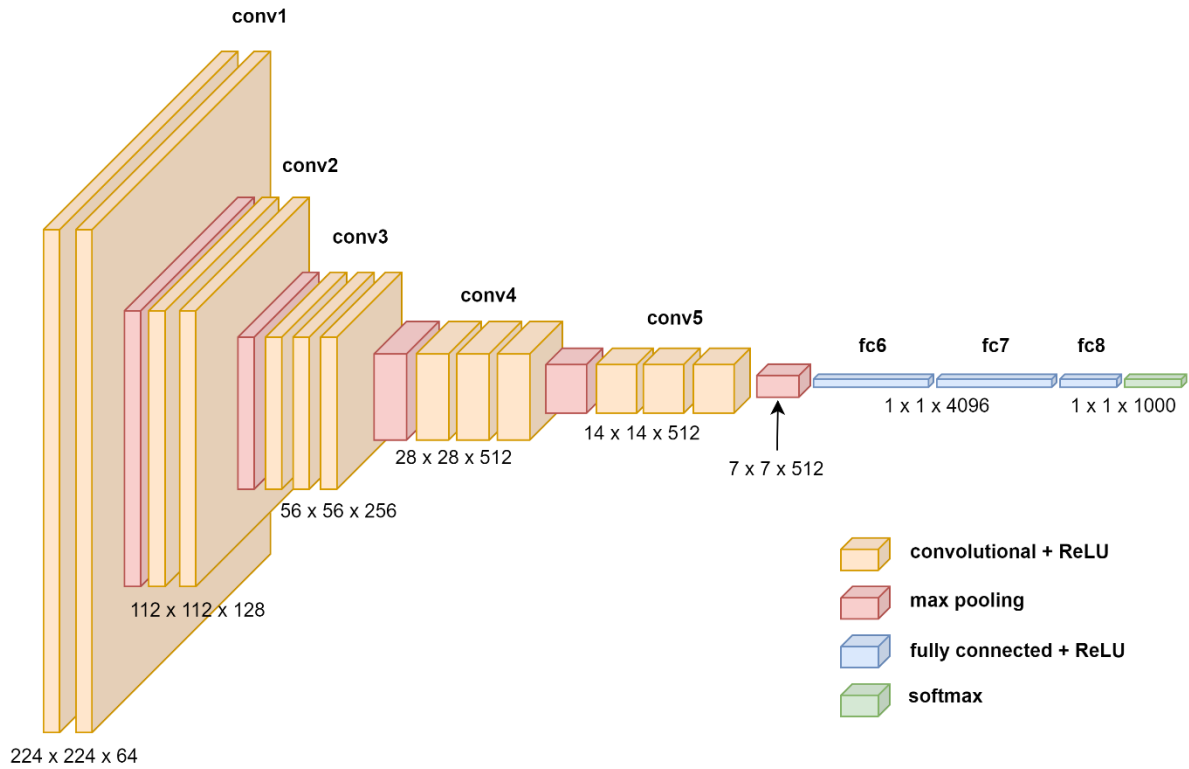 conv1
conv2
conv3
conv4
conv5
fc6
fc7
fc8
1 x 1 x 4096
1 x 1 x 1000
14 x 14 x 512
28 x 28 x 512
7 x 7 x 512
56 x 56 x 256
112 x 112 x 128
224 x 224 x 64
convolutional + ReLU
max pooling
fully connected + ReLU
softmax